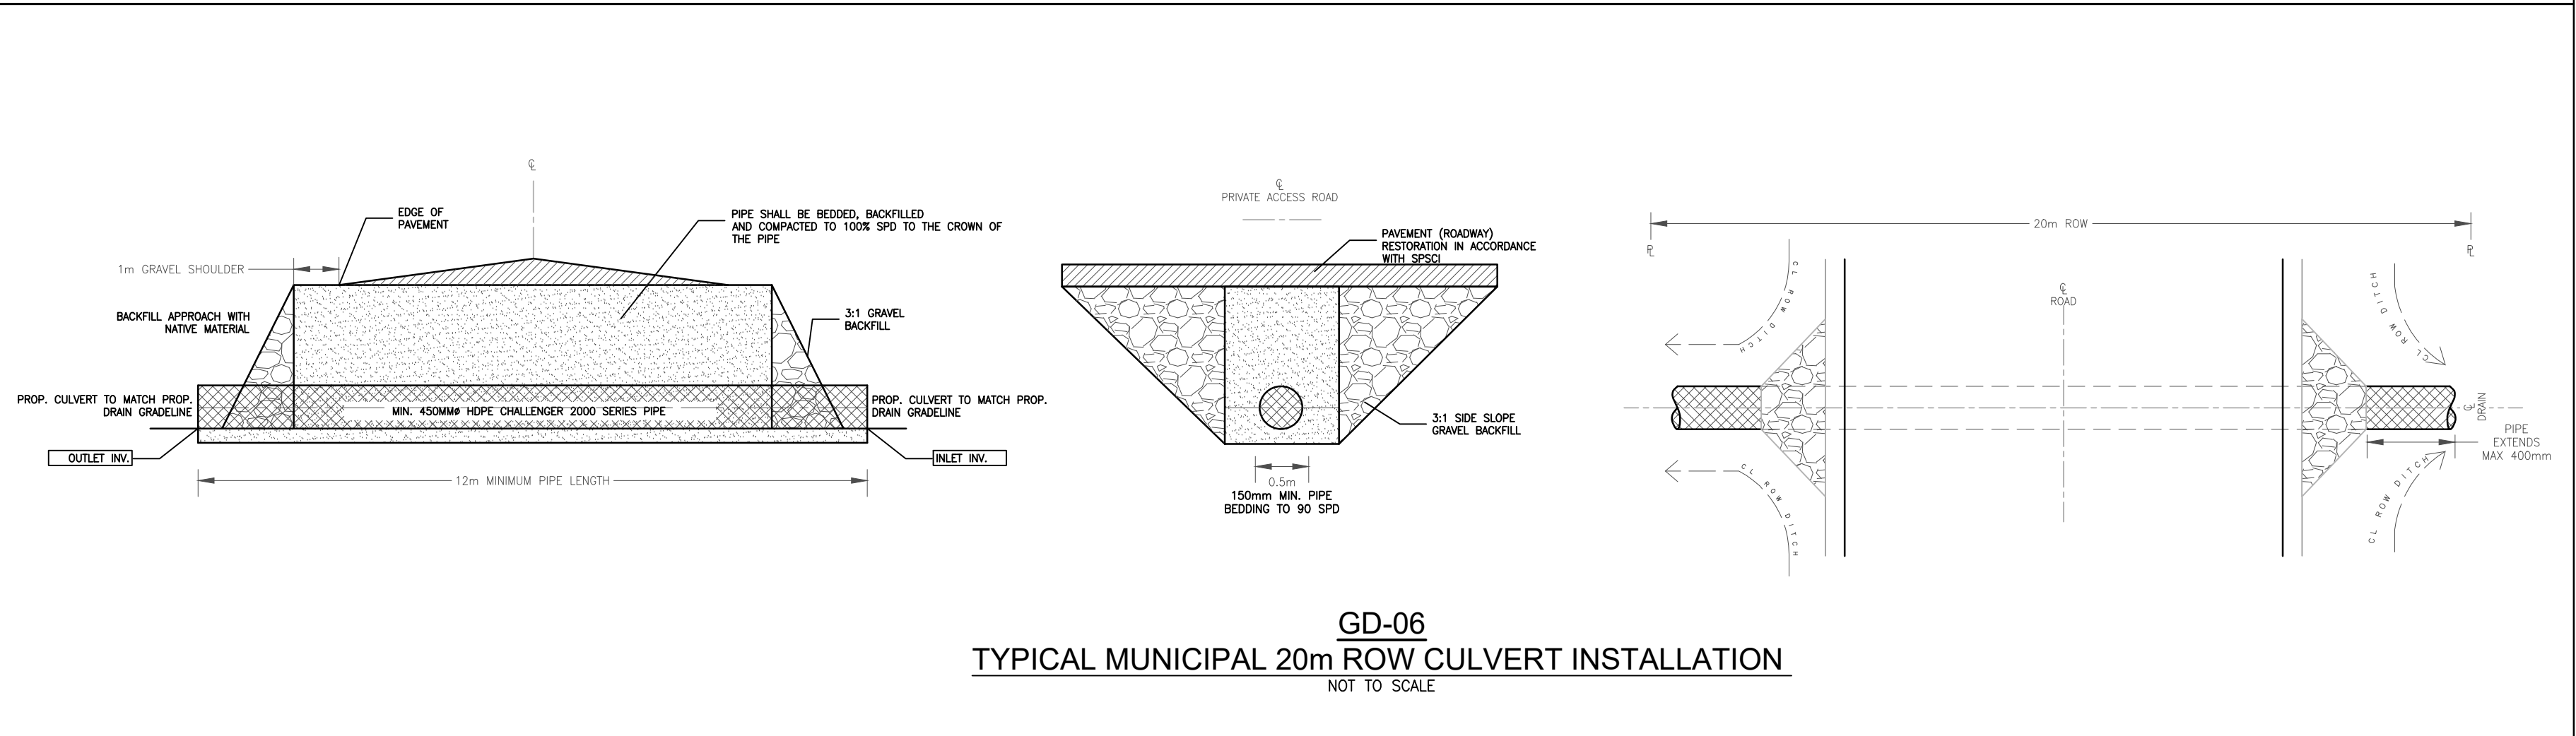 ℄
EDGE OF
PAVEMENT
PIPE SHALL BE BEDDED, BACKFILLED
AND COMPACTED TO 100% SPD TO THE CROWN OF
THE PIPE
1m GRAVEL SHOULDER
BACKFILL APPROACH WITH
NATIVE MATERIAL
3:1 GRAVEL
BACKFILL
PROP. CULVERT TO MATCH PROP.
DRAIN GRADELINE
MIN. 450MMø HDPE CHALLENGER 2000 SERIES PIPE
PROP. CULVERT TO MATCH PROP.
DRAIN GRADELINE
OUTLET INV.
INLET INV.
12m MINIMUM PIPE LENGTH
℄
PRIVATE ACCESS ROAD
PAVEMENT (ROADWAY)
RESTORATION IN ACCORDANCE
WITH SPSCI
3:1 SIDE SLOPE
GRAVEL BACKFILL
0.5m
150mm MIN. PIPE
BEDDING TO 90 SPD
20m ROW
⅊
⅊
CL ROW DITCH
℄
ROAD
CL ROW DITCH
℄
DRAIN
PIPE
EXTENDS
MAX 400mm
CL ROW DITCH
CL ROW DITCH
GD-06
TYPICAL MUNICIPAL 20m ROW CULVERT INSTALLATION
NOT TO SCALE